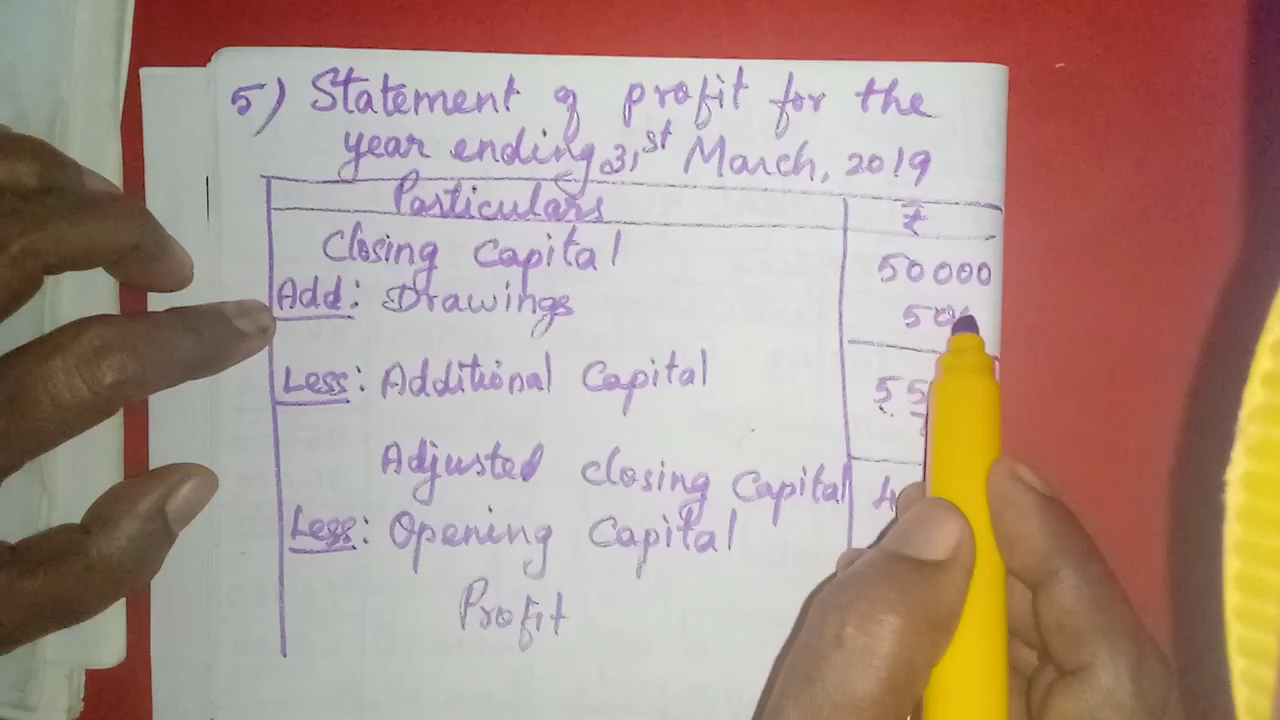 5) Statement of profit for the
year ending 31st March, 2019
Particulars ₹
Closing Capital 50000
Add: Drawings
Less: Additional Capital
Adjusted closing Capital
Less: Opening Capital
Profit